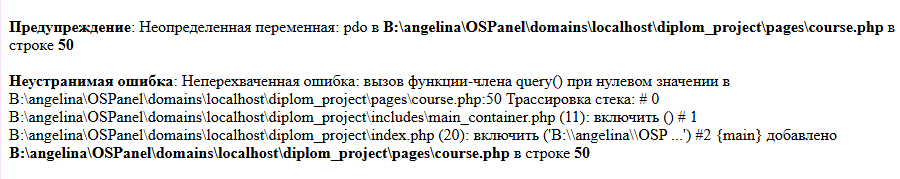 Предупреждение: Неопределенная переменная: pdo в B:\angelina\OSPanel\domains\localhost\diplom_project\pages\course.php в
строке 50
Неустранимая ошибка: Неперехваченная ошибка: вызов функции-члена query() при нулевом значении в
B:\angelina\OSPanel\domains\localhost\diplom_project\pages\course.php:50 Трассировка стека: # 0
B:\angelina\OSPanel\domains\localhost\diplom_project\includes\main_container.php (11): включить () # 1
B:\angelina\OSPanel\domains\localhost\diplom_project\index.php (20): включить ('B:\\angelina\\OSP ...') #2 {main} добавлено
B:\angelina\OSPanel\domains\localhost\diplom_project\pages\course.php в строке 50